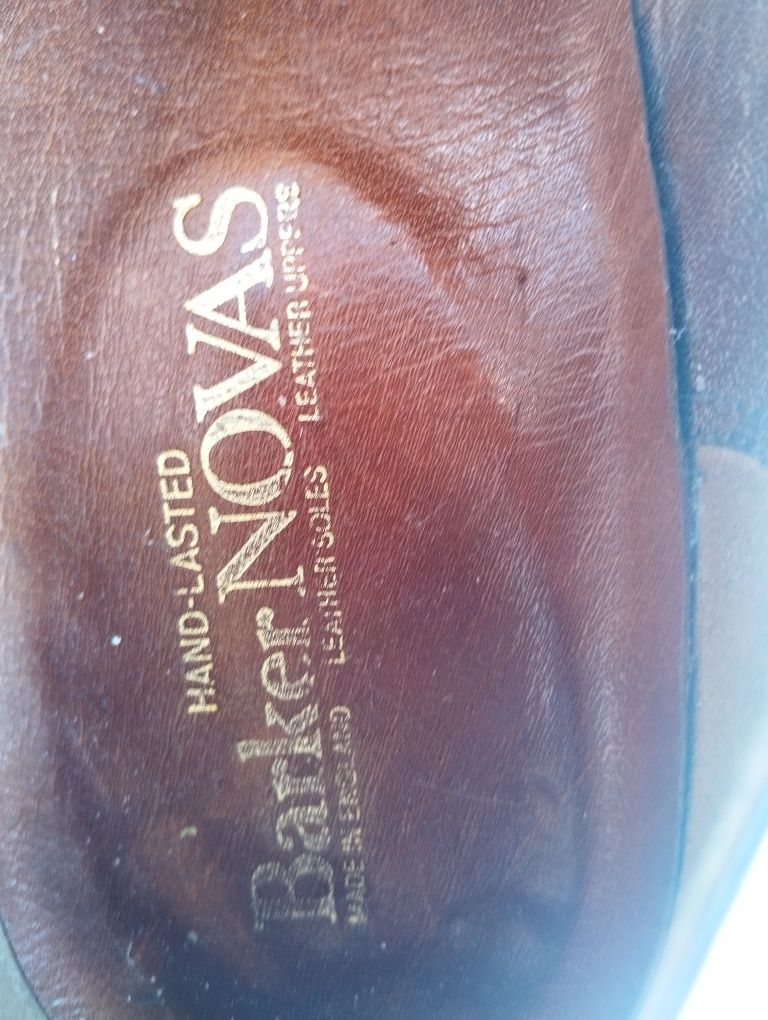 HAND-LASTED
Barker NOVAS
MADE IN ENGLAND LEATHER SOLES LEATHER UPPERS